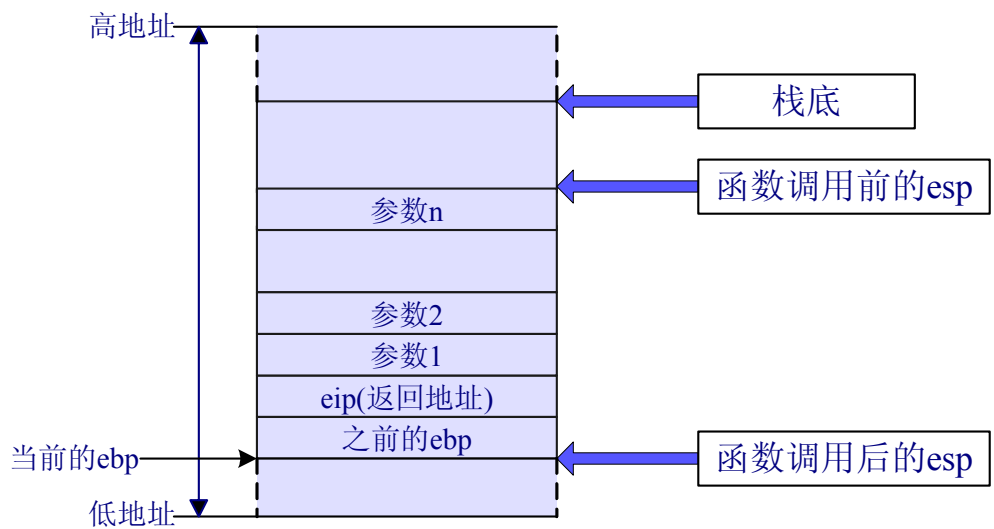 高地址
栈底
函数调用前的esp
参数n
参数2
参数1
eip(返回地址)
之前的ebp
当前的ebp
函数调用后的esp
低地址